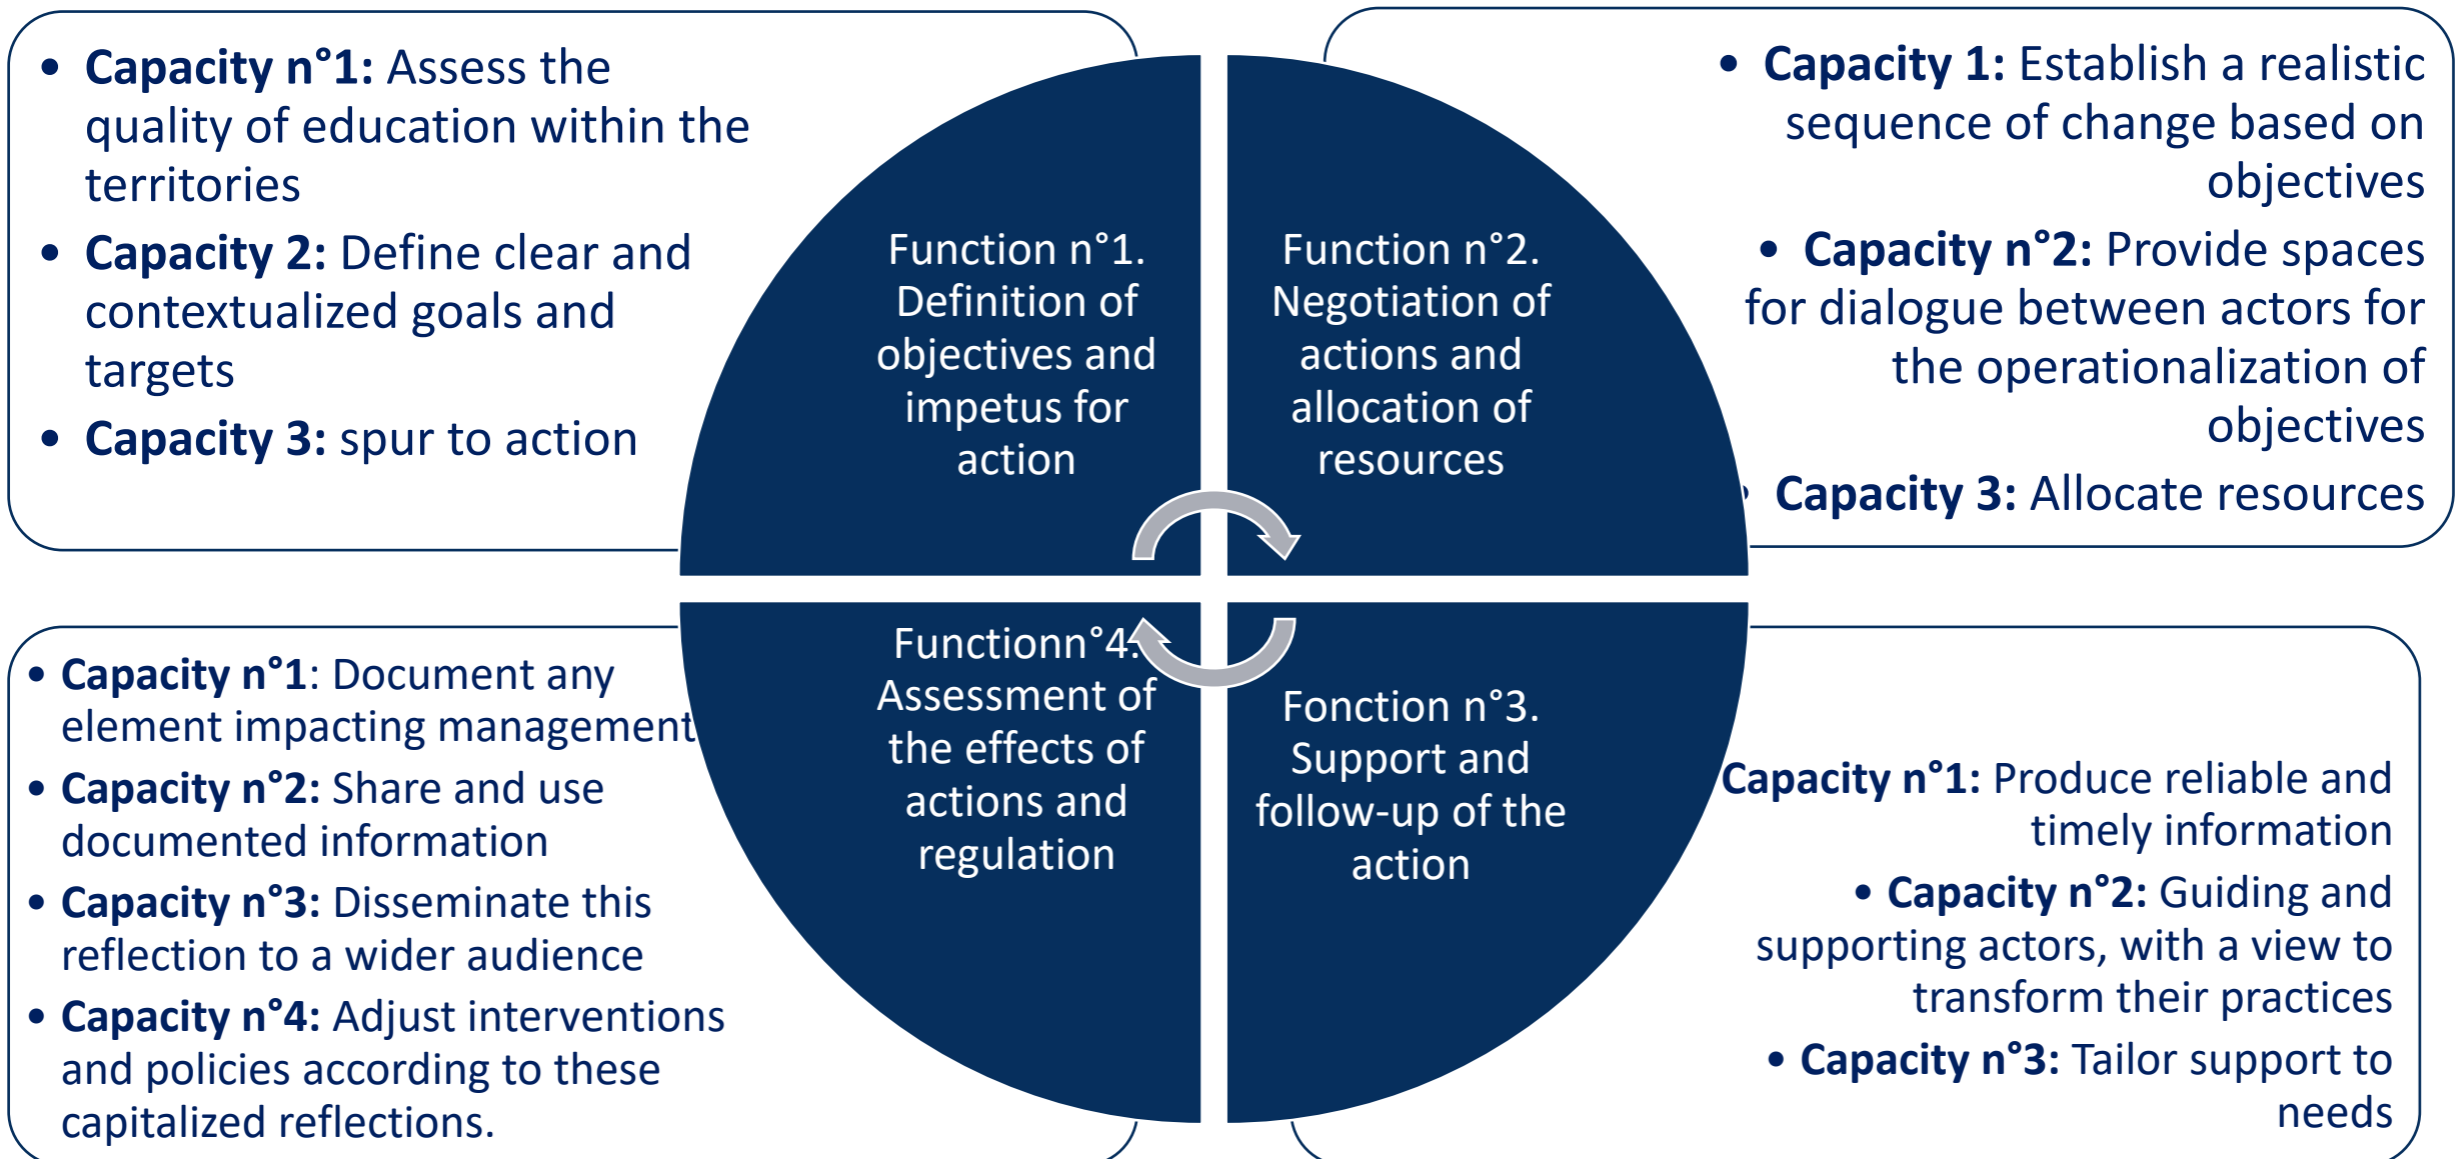 • Capacity n°1: Assess the
quality of education within the
territories
• Capacity 2: Define clear and
contextualized goals and
targets
• Capacity 3: spur to action
Function n°1.
Definition of
objectives and
impetus for
action
Function n°2.
Negotiation of
actions and
allocation of
resources
• Capacity 1: Establish a realistic
sequence of change based on
objectives
• Capacity n°2: Provide spaces
for dialogue between actors for
the operationalization of
objectives
• Capacity 3: Allocate resources
• Capacity n°1: Document any
element impacting management
• Capacity n°2: Share and use
documented information
• Capacity n°3: Disseminate this
reflection to a wider audience
• Capacity n°4: Adjust interventions
and policies according to these
capitalized reflections.
Functionn°4.
Assessment of
the effects of
actions and
regulation
Fonction n°3.
Support and
follow-up of the
action
Capacity n°1: Produce reliable and
timely information
• Capacity n°2: Guiding and
supporting actors, with a view to
transform their practices
• Capacity n°3: Tailor support to
needs